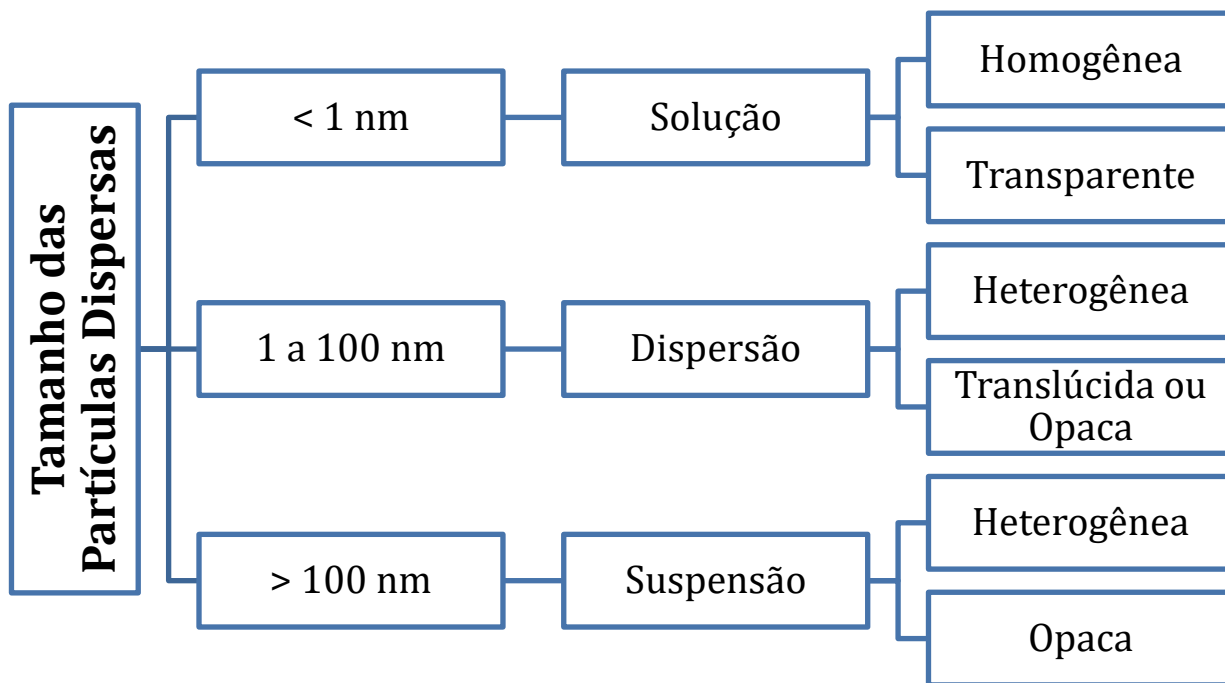 Tamanho das
Partículas Dispersas
< 1 nm
Solução
Homogênea
Transparente
1 a 100 nm
Dispersão
Heterogênea
Translúcida ou
Opaca
> 100 nm
Suspensão
Heterogênea
Opaca